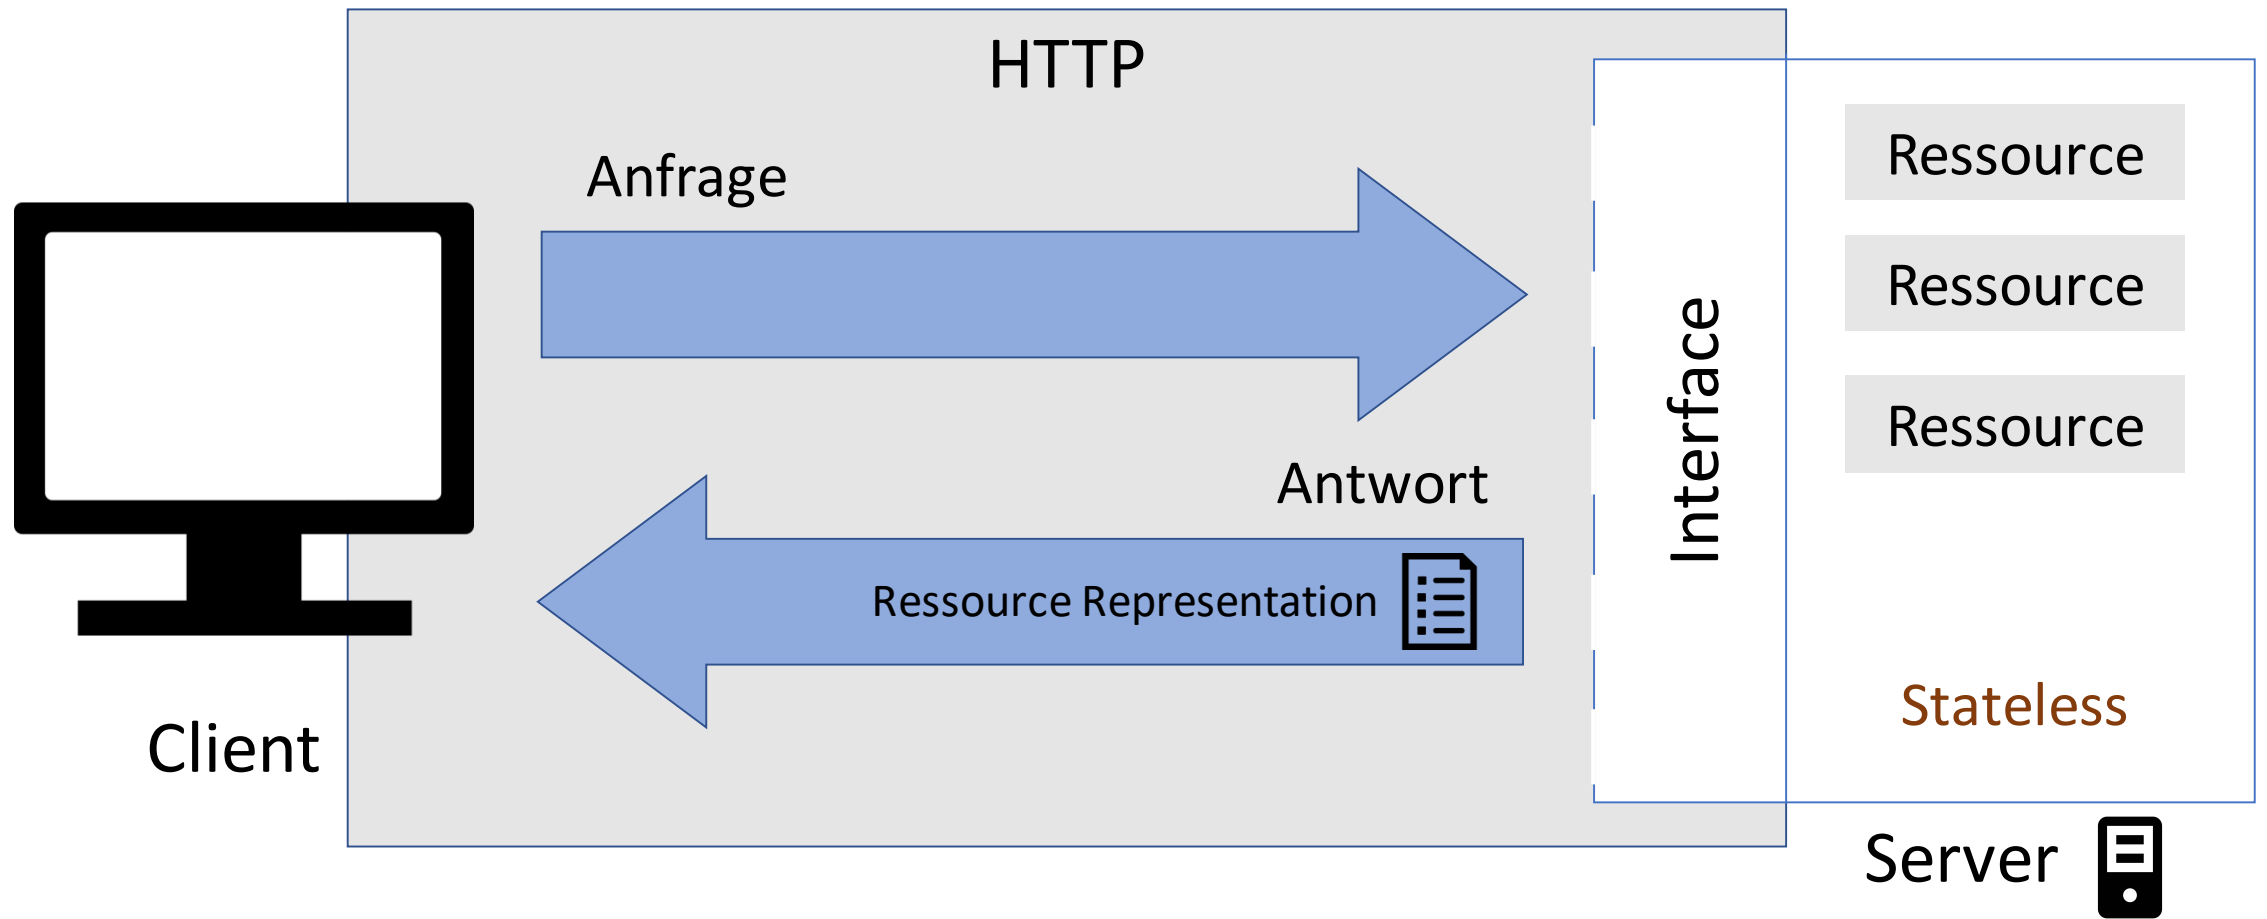 HTTP
Anfrage
Antwort
Ressource Representation
Client
Interface
Ressource
Ressource
Ressource
Stateless
Server